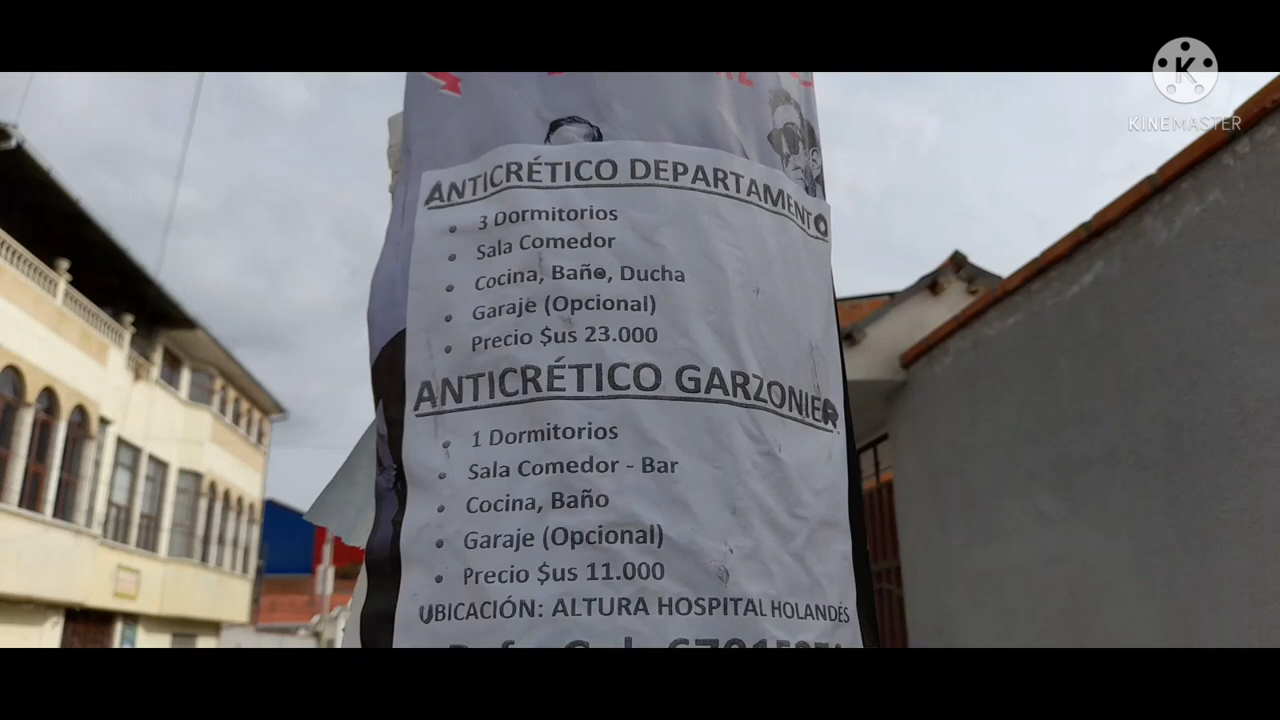 KINEMASTER
ANTICRÉTICO DEPARTAMENTO
• 3 Dormitorios
• Sala Comedor
• Cocina, Baño, Ducha
• Garaje (Opcional)
• Precio $us 23.000
ANTICRÉTICO GARZONIER
• 1 Dormitorios
• Sala Comedor - Bar
• Cocina, Baño
• Garaje (Opcional)
• Precio $us 11.000
UBICACIÓN: ALTURA HOSPITAL HOLANDÉS